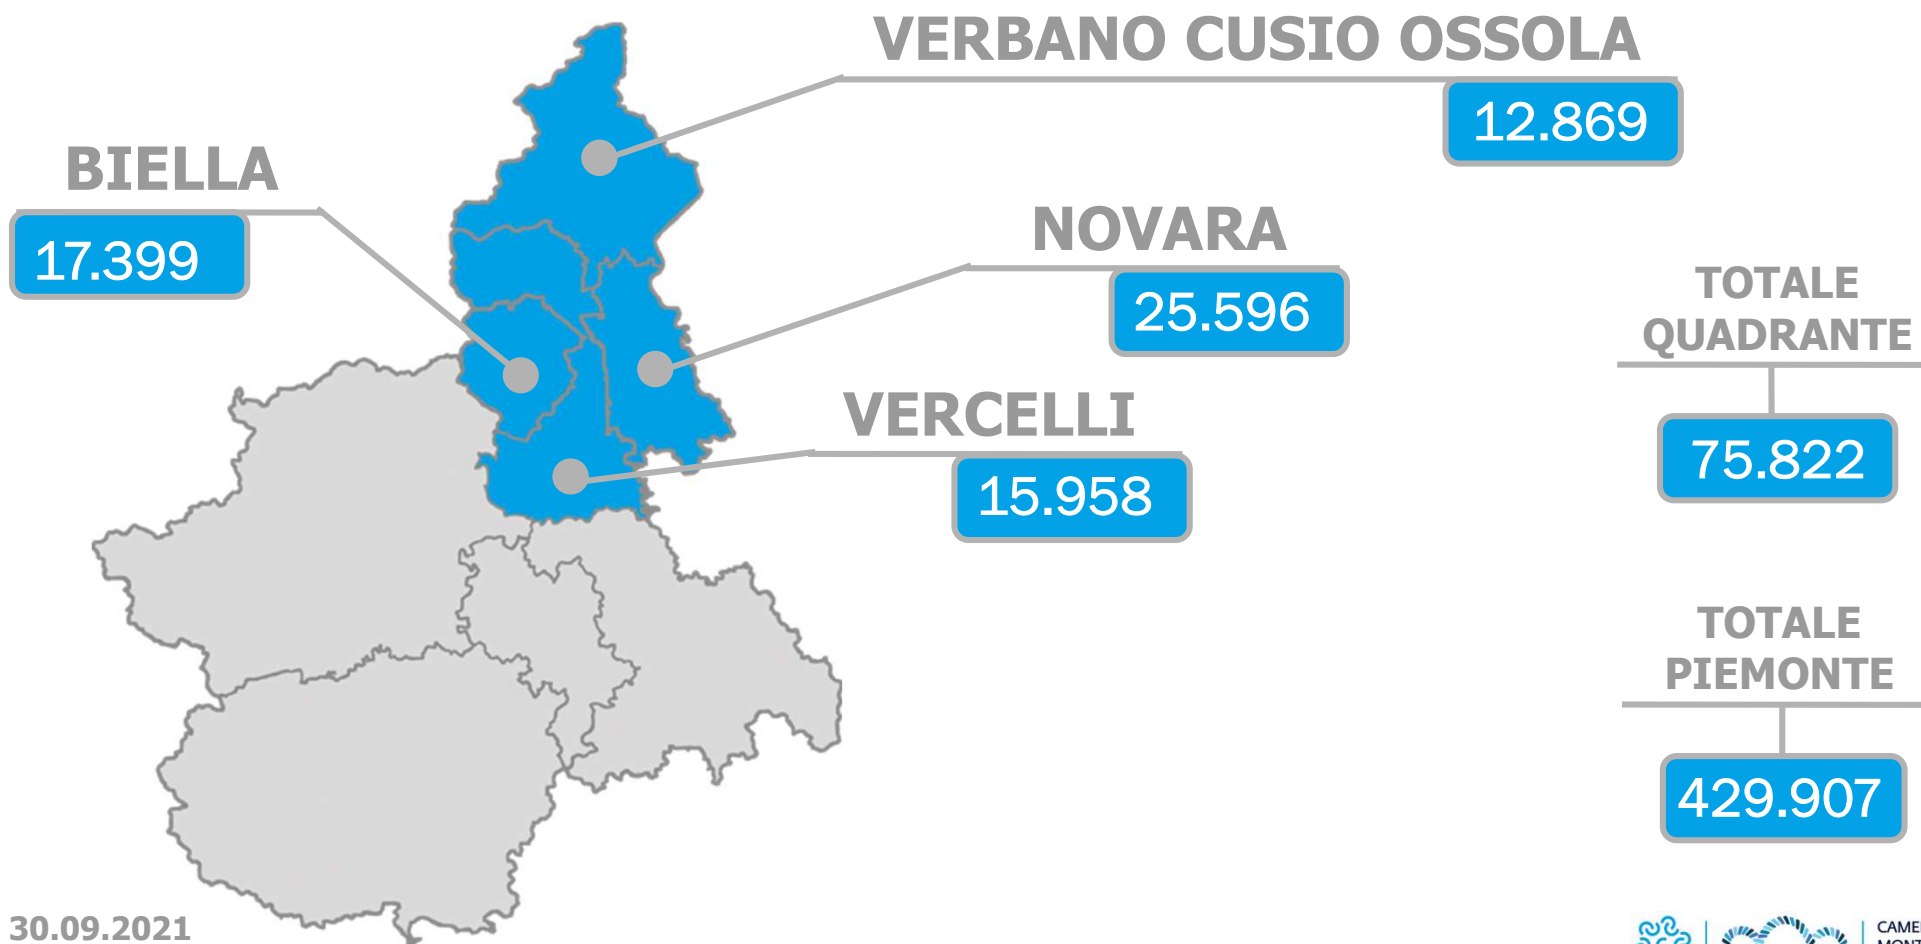 VERBANO CUSIO OSSOLA
12.869
BIELLA
17.399
NOVARA
25.596
VERCELLI
15.958
TOTALE
QUADRANTE
75.822
TOTALE
PIEMONTE
429.907
30.09.2021